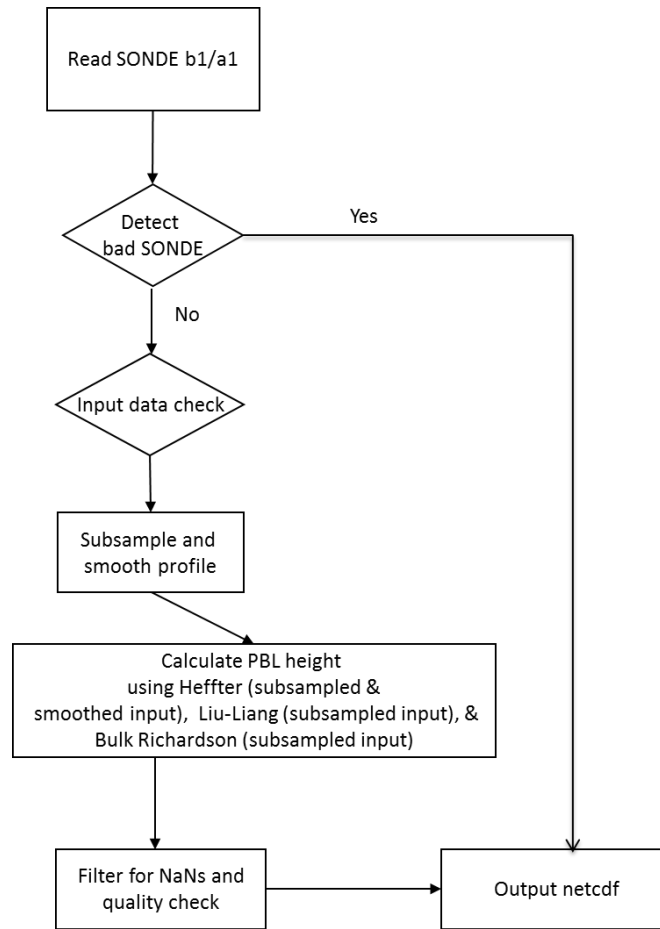 Read SONDE b1/a1
Detect
bad SONDE
Yes
No
Input data check
Subsample and
smooth profile
Calculate PBL height
using Heffter (subsampled &
smoothed input), Liu-Liang (subsampled input), &
Bulk Richardson (subsampled input)
Filter for NaNs and
quality check
Output netcdf